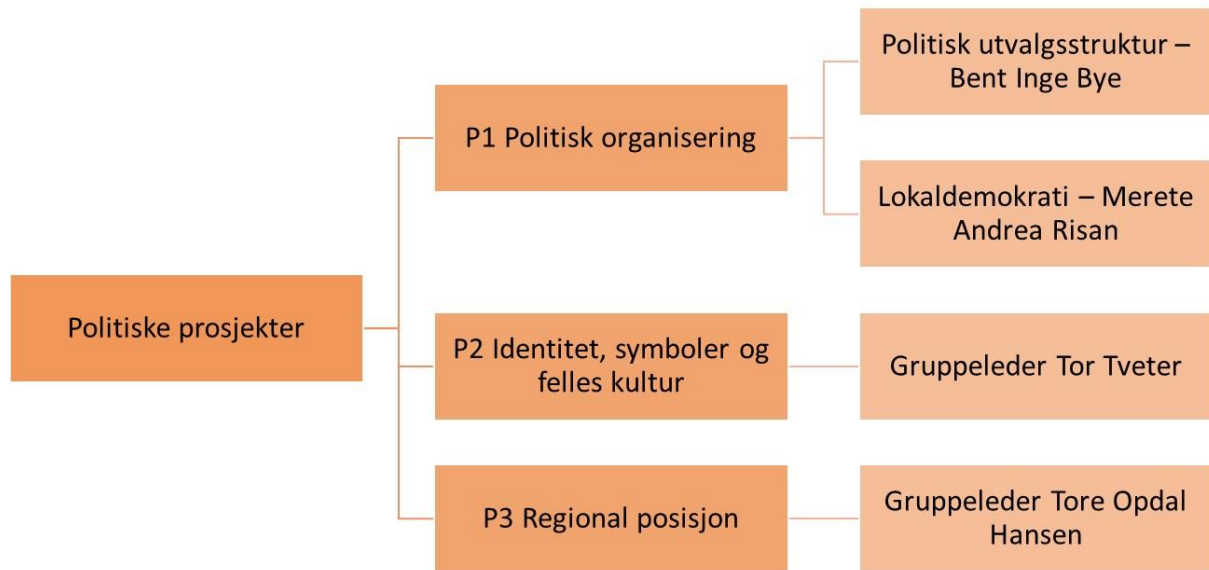 Politiske prosjekter
P1 Politisk organisering
Politisk utvalgsstruktur –
Bent Inge Bye
Lokaldemokrati – Merete
Andrea Risan
P2 Identitet, symboler og
felles kultur
Gruppeleder Tor Tveter
P3 Regional posisjon
Gruppeleder Tore Opdal
Hansen